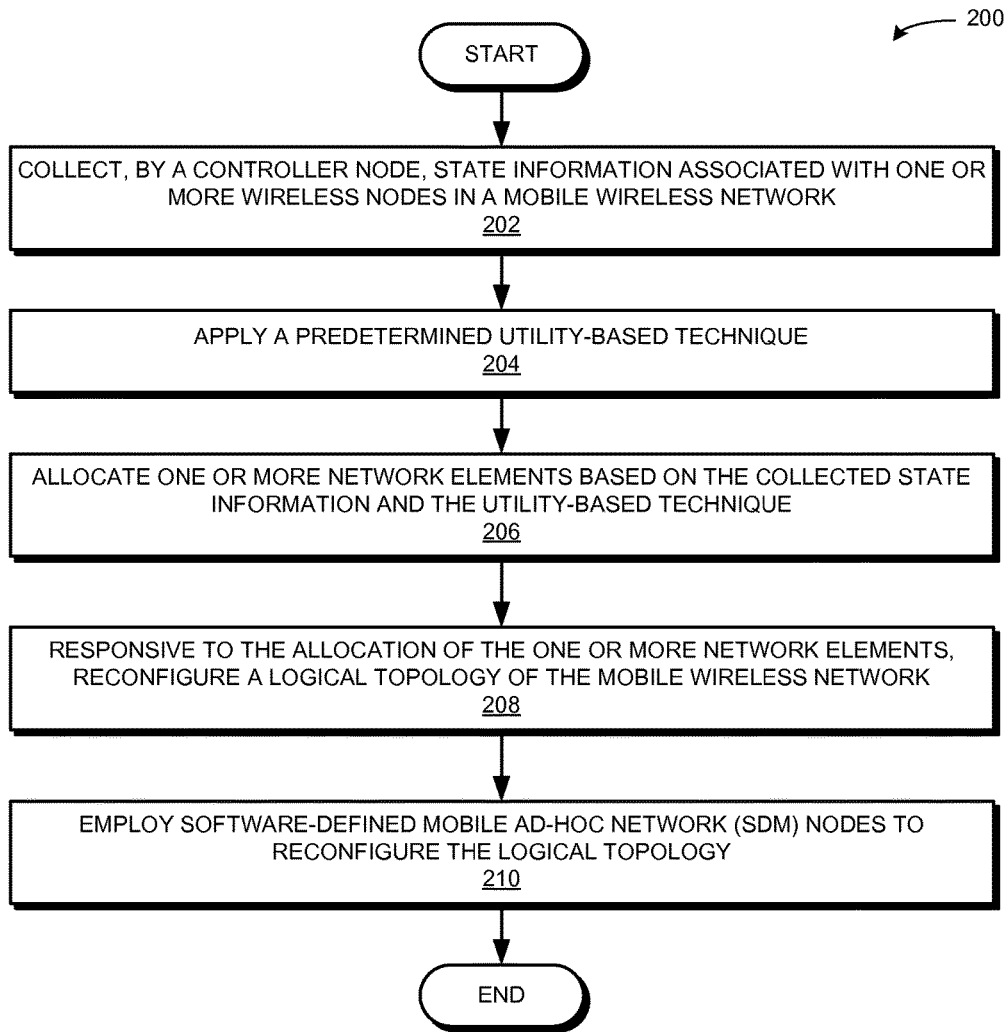 200
START
COLLECT, BY A CONTROLLER NODE, STATE INFORMATION ASSOCIATED WITH ONE OR
MORE WIRELESS NODES IN A MOBILE WIRELESS NETWORK
202
APPLY A PREDETERMINED UTILITY-BASED TECHNIQUE
204
ALLOCATE ONE OR MORE NETWORK ELEMENTS BASED ON THE COLLECTED STATE
INFORMATION AND THE UTILITY-BASED TECHNIQUE
206
RESPONSIVE TO THE ALLOCATION OF THE ONE OR MORE NETWORK ELEMENTS,
RECONFIGURE A LOGICAL TOPOLOGY OF THE MOBILE WIRELESS NETWORK
208
EMPLOY SOFTWARE-DEFINED MOBILE AD-HOC NETWORK (SDM) NODES TO
RECONFIGURE THE LOGICAL TOPOLOGY
210
END